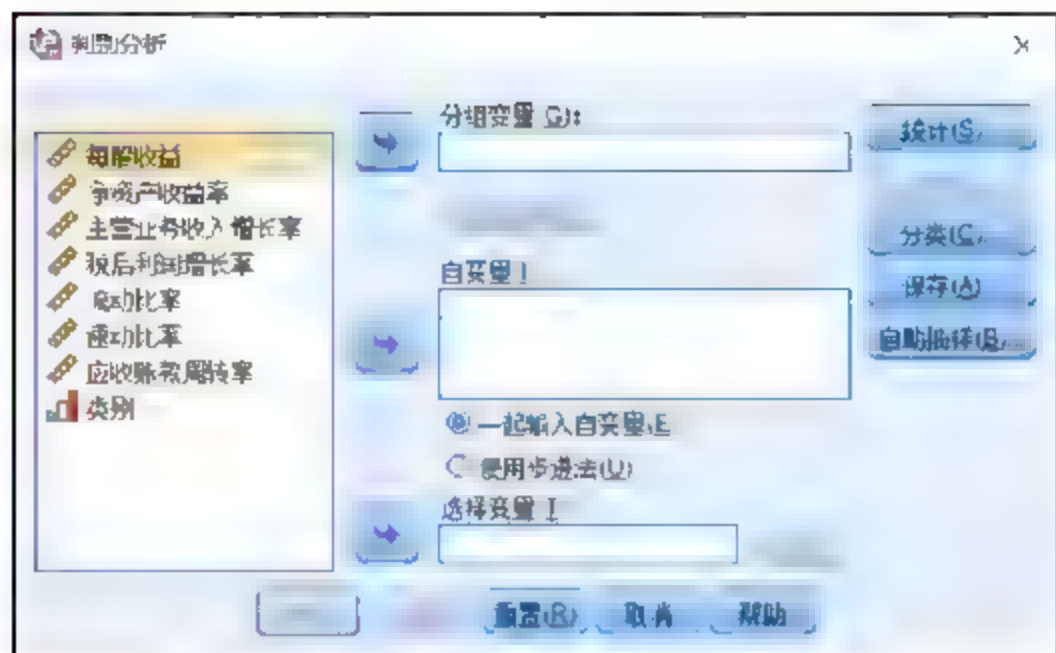 判别分析
每股收益
净资产收益率
主营业务收入增长率
税后利润增长率
流动比率
速动比率
应收账款周转率
类别
分组变量(G):
自变量(I
一起输入自变量(E
使用步进法(U)
选择变量(T
统计(S)
分类(C)
保存(A)
自助抽样(B)...
重置(R)
取消
帮助